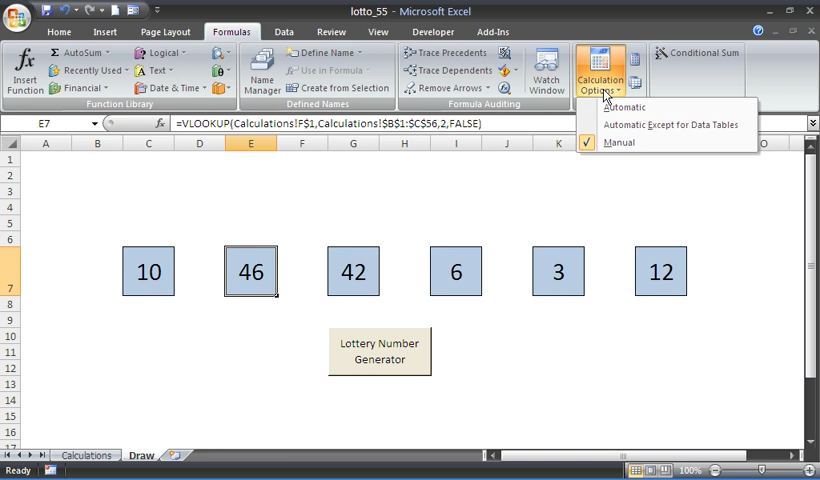 lotto_55 - Microsoft Excel
Home Insert Page Layout Formulas Data Review View Developer Add-Ins
Insert Function
AutoSum
Recently Used
Financial
Logical
Text
Date & Time
Function Library
Name Manager
Define Name
Use in Formula
Create from Selection
Defined Names
Trace Precedents
Trace Dependents
Remove Arrows
Formula Auditing
Watch Window
Calculation Options
Conditional Sum
Automatic
Automatic Except for Data Tables
Manual
E7 fx =VLOOKUP(Calculations!F$1,Calculations!$B$1:$C$56,2,FALSE)
A B C D E F G H I J K O
1
2
3
4
5
6
7
8
9
10
11
12
13
14
15
16
17
10 46 42 6 3 12
Lottery Number
Generator
Calculations Draw
Ready 100%